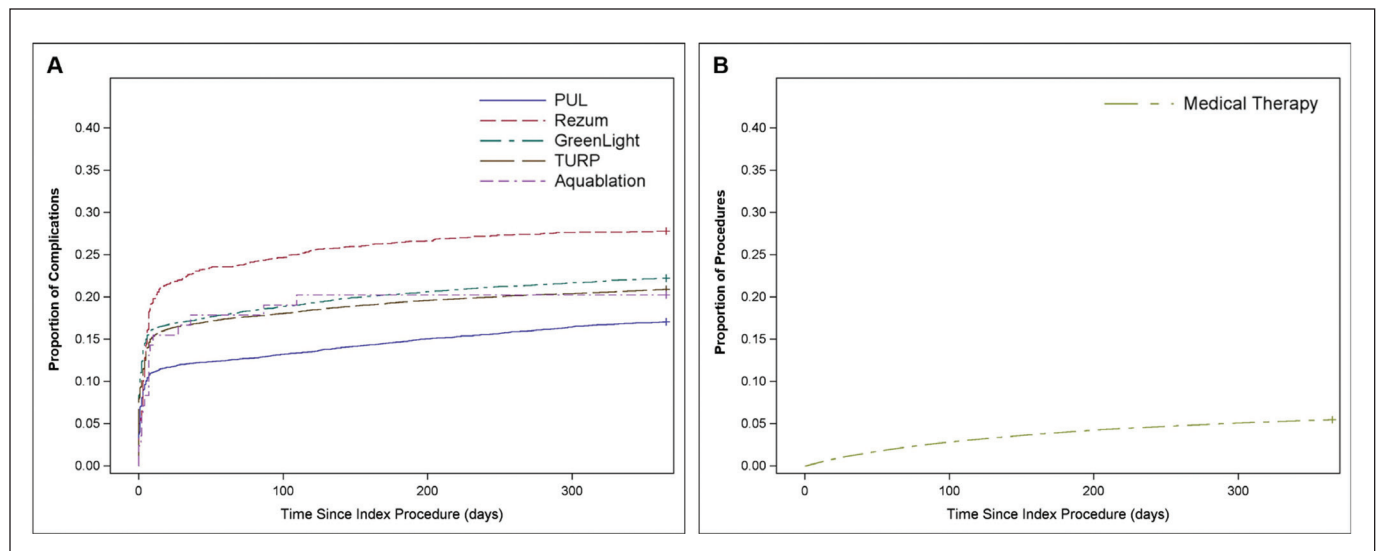 A
PUL
Rezum
GreenLight
TURP
Aquablation
Proportion of Complications
0.40
0.35
0.30
0.25
0.20
0.15
0.10
0.05
0.00
0 100 200 300
Time Since Index Procedure (days)
B
Medical Therapy
Proportion of Procedures
0.40
0.35
0.30
0.25
0.20
0.15
0.10
0.05
0.00
0 100 200 300
Time Since Index Procedure (days)